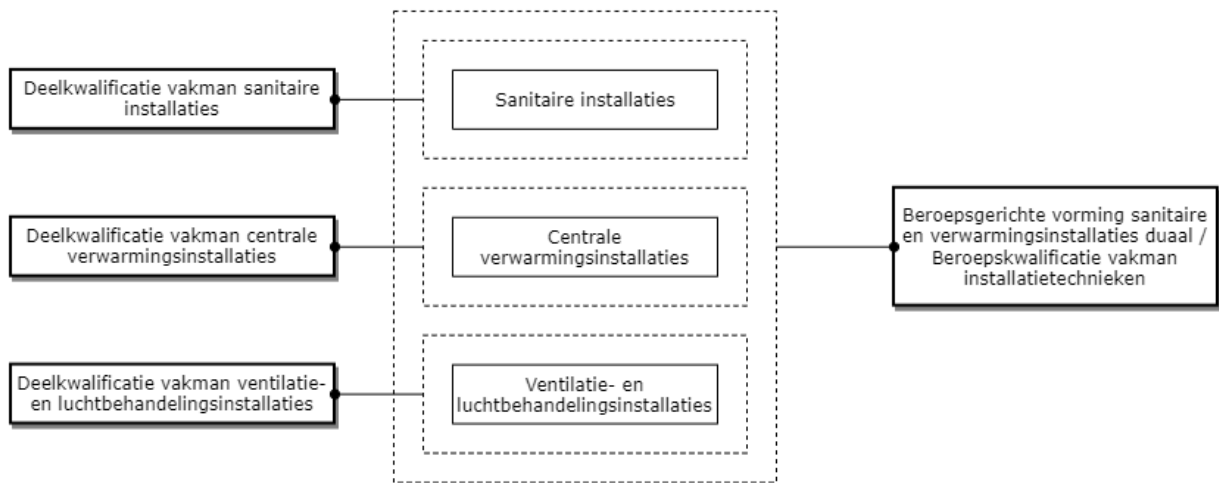 Deelkwalificatie vakman sanitaire
installaties
Sanitaire installaties
Deelkwalificatie vakman centrale
verwarmingsinstallaties
Centrale
verwarmingsinstallaties
Beroepsgerichte vorming sanitaire
en verwarmingsinstallaties duaal /
Beroepskwalificatie vakman
installatietechnieken
Deelkwalificatie vakman ventilatie-
en luchtbehandelingsinstallaties
Ventilatie- en
luchtbehandelingsinstallaties